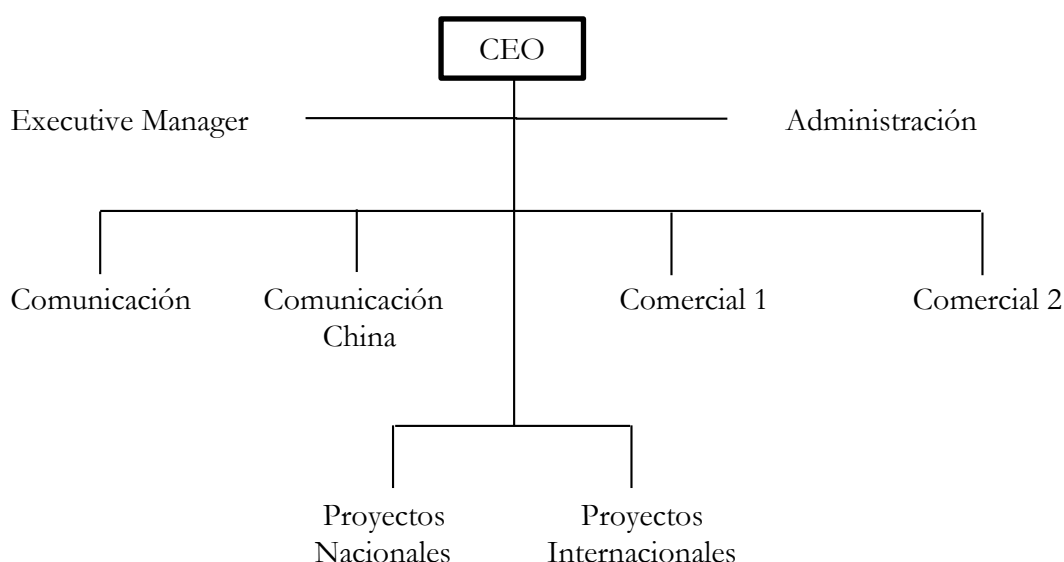 CEO
Executive Manager
Administración
Comunicación
Comunicación
China
Comercial 1
Comercial 2
Proyectos
Nacionales
Proyectos
Internacionales